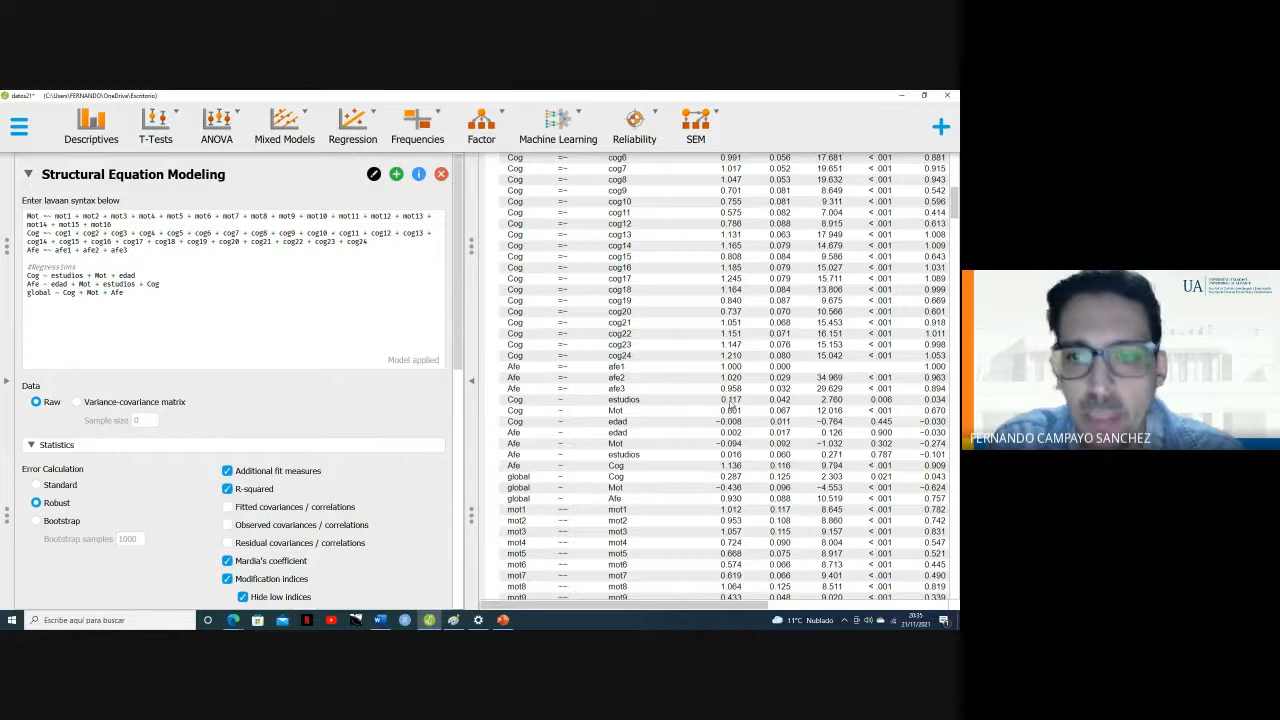 datos21* (C:\Users\FERNANDO\OneDrive\Escritorio)
Descriptives T-Tests ANOVA Mixed Models Regression Frequencies Factor Machine Learning Reliability SEM
Structural Equation Modeling
Enter lavaan syntax below
Mot =~ mot1 + mot2 + mot3 + mot4 + mot5 + mot6 + mot7 + mot8 + mot9 + mot10 + mot11 + mot12 + mot13 +
mot14 + mot15 + mot16
Cog =~ cog1 + cog2 + cog3 + cog4 + cog5 + cog6 + cog7 + cog8 + cog9 + cog10 + cog11 + cog12 + cog13 +
cog14 + cog15 + cog16 + cog17 + cog18 + cog19 + cog20 + cog21 + cog22 + cog23 + cog24
Afe =~ afe1 + afe2 + afe3
#Regressions
Cog ~ estudios + Mot + edad
Afe ~ edad + Mot + estudios + Cog
global ~ Cog + Mot + Afe
Model applied
Data
Raw Variance-covariance matrix
Sample size 0
Statistics
Error Calculation
Standard
Robust
Bootstrap
Bootstrap samples 1000
Additional fit measures
R-squared
Fitted covariances / correlations
Observed covariances / correlations
Residual covariances / correlations
Mardia's coefficient
Modification indices
Hide low indices
Cog =~ cog6 0.991 0.056 17.681 < .001 0.881
Cog =~ cog7 1.017 0.052 19.651 < .001 0.915
Cog =~ cog8 1.047 0.053 19.632 < .001 0.943
Cog =~ cog9 0.701 0.081 8.649 < .001 0.542
Cog =~ cog10 0.755 0.081 9.311 < .001 0.596
Cog =~ cog11 0.575 0.082 7.004 < .001 0.414
Cog =~ cog12 0.786 0.088 8.915 < .001 0.613
Cog =~ cog13 1.131 0.063 17.949 < .001 1.008
Cog =~ cog14 1.165 0.079 14.679 < .001 1.009
Cog =~ cog15 0.808 0.084 9.586 < .001 0.643
Cog =~ cog16 1.185 0.079 15.027 < .001 1.031
Cog =~ cog17 1.245 0.079 15.711 < .001 1.089
Cog =~ cog18 1.164 0.084 13.806 < .001 0.999
Cog =~ cog19 0.840 0.087 9.675 < .001 0.669
Cog =~ cog20 0.737 0.070 10.566 < .001 0.601
Cog =~ cog21 1.051 0.068 15.453 < .001 0.918
Cog =~ cog22 1.151 0.071 16.151 < .001 1.011
Cog =~ cog23 1.147 0.076 15.153 < .001 0.998
Cog =~ cog24 1.210 0.080 15.042 < .001 1.053
Afe =~ afe1 1.000 0.000 1.000
Afe =~ afe2 1.020 0.029 34.969 < .001 0.963
Afe =~ afe3 0.958 0.032 29.629 < .001 0.894
Cog ~ estudios 0.117 0.042 2.760 0.006 0.034
Cog ~ Mot 0.801 0.067 12.016 < .001 0.670
Cog ~ edad −0.008 0.011 −0.764 0.445 −0.030
Afe ~ edad 0.002 0.017 0.126 0.900 −0.030
Afe ~ Mot −0.094 0.092 −1.032 0.302 −0.274
Afe ~ estudios 0.016 0.060 0.271 0.787 −0.101
Afe ~ Cog 1.136 0.116 9.794 < .001 0.909
global ~ Cog 0.287 0.125 2.303 0.021 0.043
global ~ Mot −0.436 0.096 −4.553 < .001 −0.624
global ~ Afe 0.930 0.088 10.519 < .001 0.757
mot1 ~~ mot1 1.012 0.117 8.645 < .001 0.782
mot2 ~~ mot2 0.953 0.108 8.860 < .001 0.742
mot3 ~~ mot3 1.057 0.115 9.157 < .001 0.831
mot4 ~~ mot4 0.724 0.090 8.004 < .001 0.547
mot5 ~~ mot5 0.668 0.075 8.917 < .001 0.521
mot6 ~~ mot6 0.574 0.066 8.713 < .001 0.445
mot7 ~~ mot7 0.619 0.066 9.401 < .001 0.490
mot8 ~~ mot8 1.064 0.125 8.511 < .001 0.819
mot9 ~~ mot9 0.433 0.048 9.020 < .001 0.339
UA
FERNANDO CAMPAYO SANCHEZ
Escribe aquí para buscar
11°C Nublado
20:35
21/11/2021